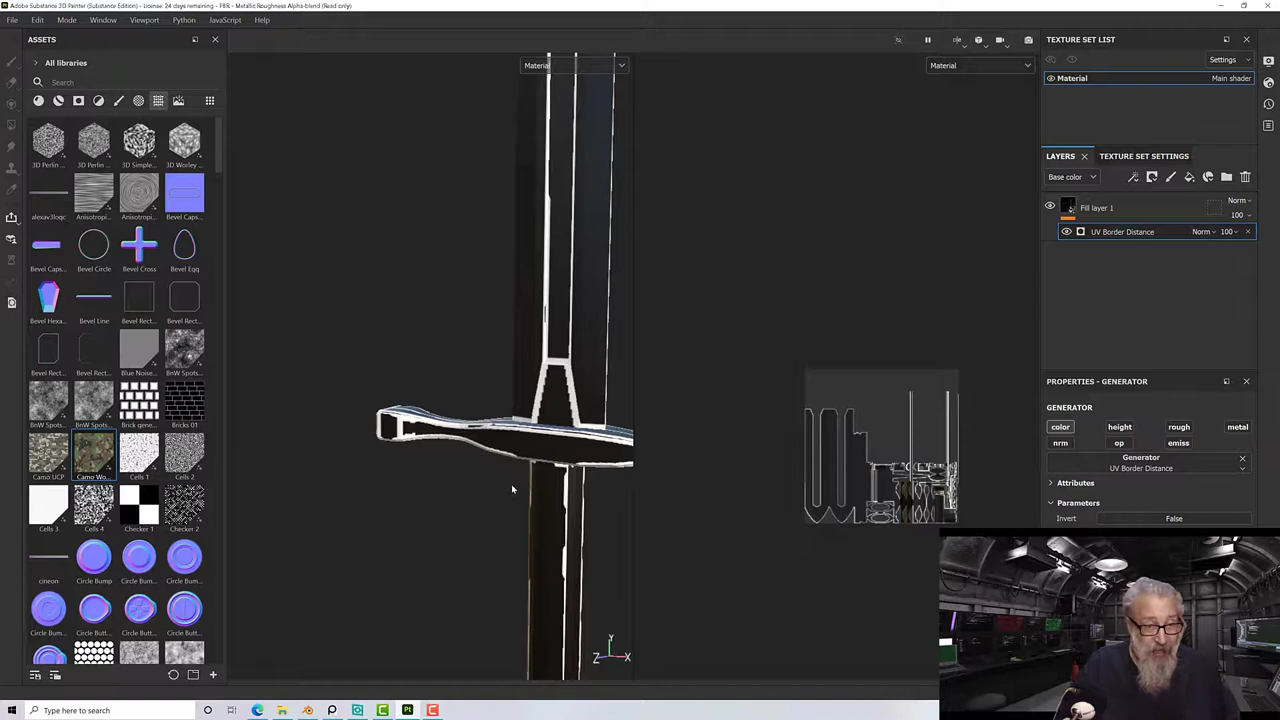 Adobe Substance 3D Painter (Edition) - License: 24 days remaining - PBR - Metallic Roughness Alpha-blend (Read only)
File Edit Mode Window Viewport Python JavaScript Help
ASSETS
All libraries
Search
3D Perlin ... 3D Perlin ... 3D Simple... 3D Worley ...
alexav3loqc Anisotropi... Anisotropi... Bevel Caps...
Bevel Caps... Bevel Circle Bevel Cross Bevel Egg
Bevel Hexa... Bevel Line Bevel Rect... Bevel Rect...
Bevel Rect... Bevel Rect... Blue Noise... BnW Spots...
BnW Spots... BnW Spots... Brick gene... Bricks 01
Camo UCP Camo Wo... Cells 1 Cells 2
Cells 3 Cells 4 Checker 1 Checker 2
cineon Circle Bump Circle Bum... Circle Bum...
Circle Bum... Circle Butt... Circle Butt... Circle Butt...
Material
Material
Y
Z X
TEXTURE SET LIST
Settings
Material Main shader
LAYERS TEXTURE SET SETTINGS
Base color
Fill layer 1 Norm
100
UV Border Distance Norm 100
PROPERTIES - GENERATOR
GENERATOR
color height rough metal
nrm op emiss
Generator
UV Border Distance
Attributes
Parameters
Invert False
Type here to search